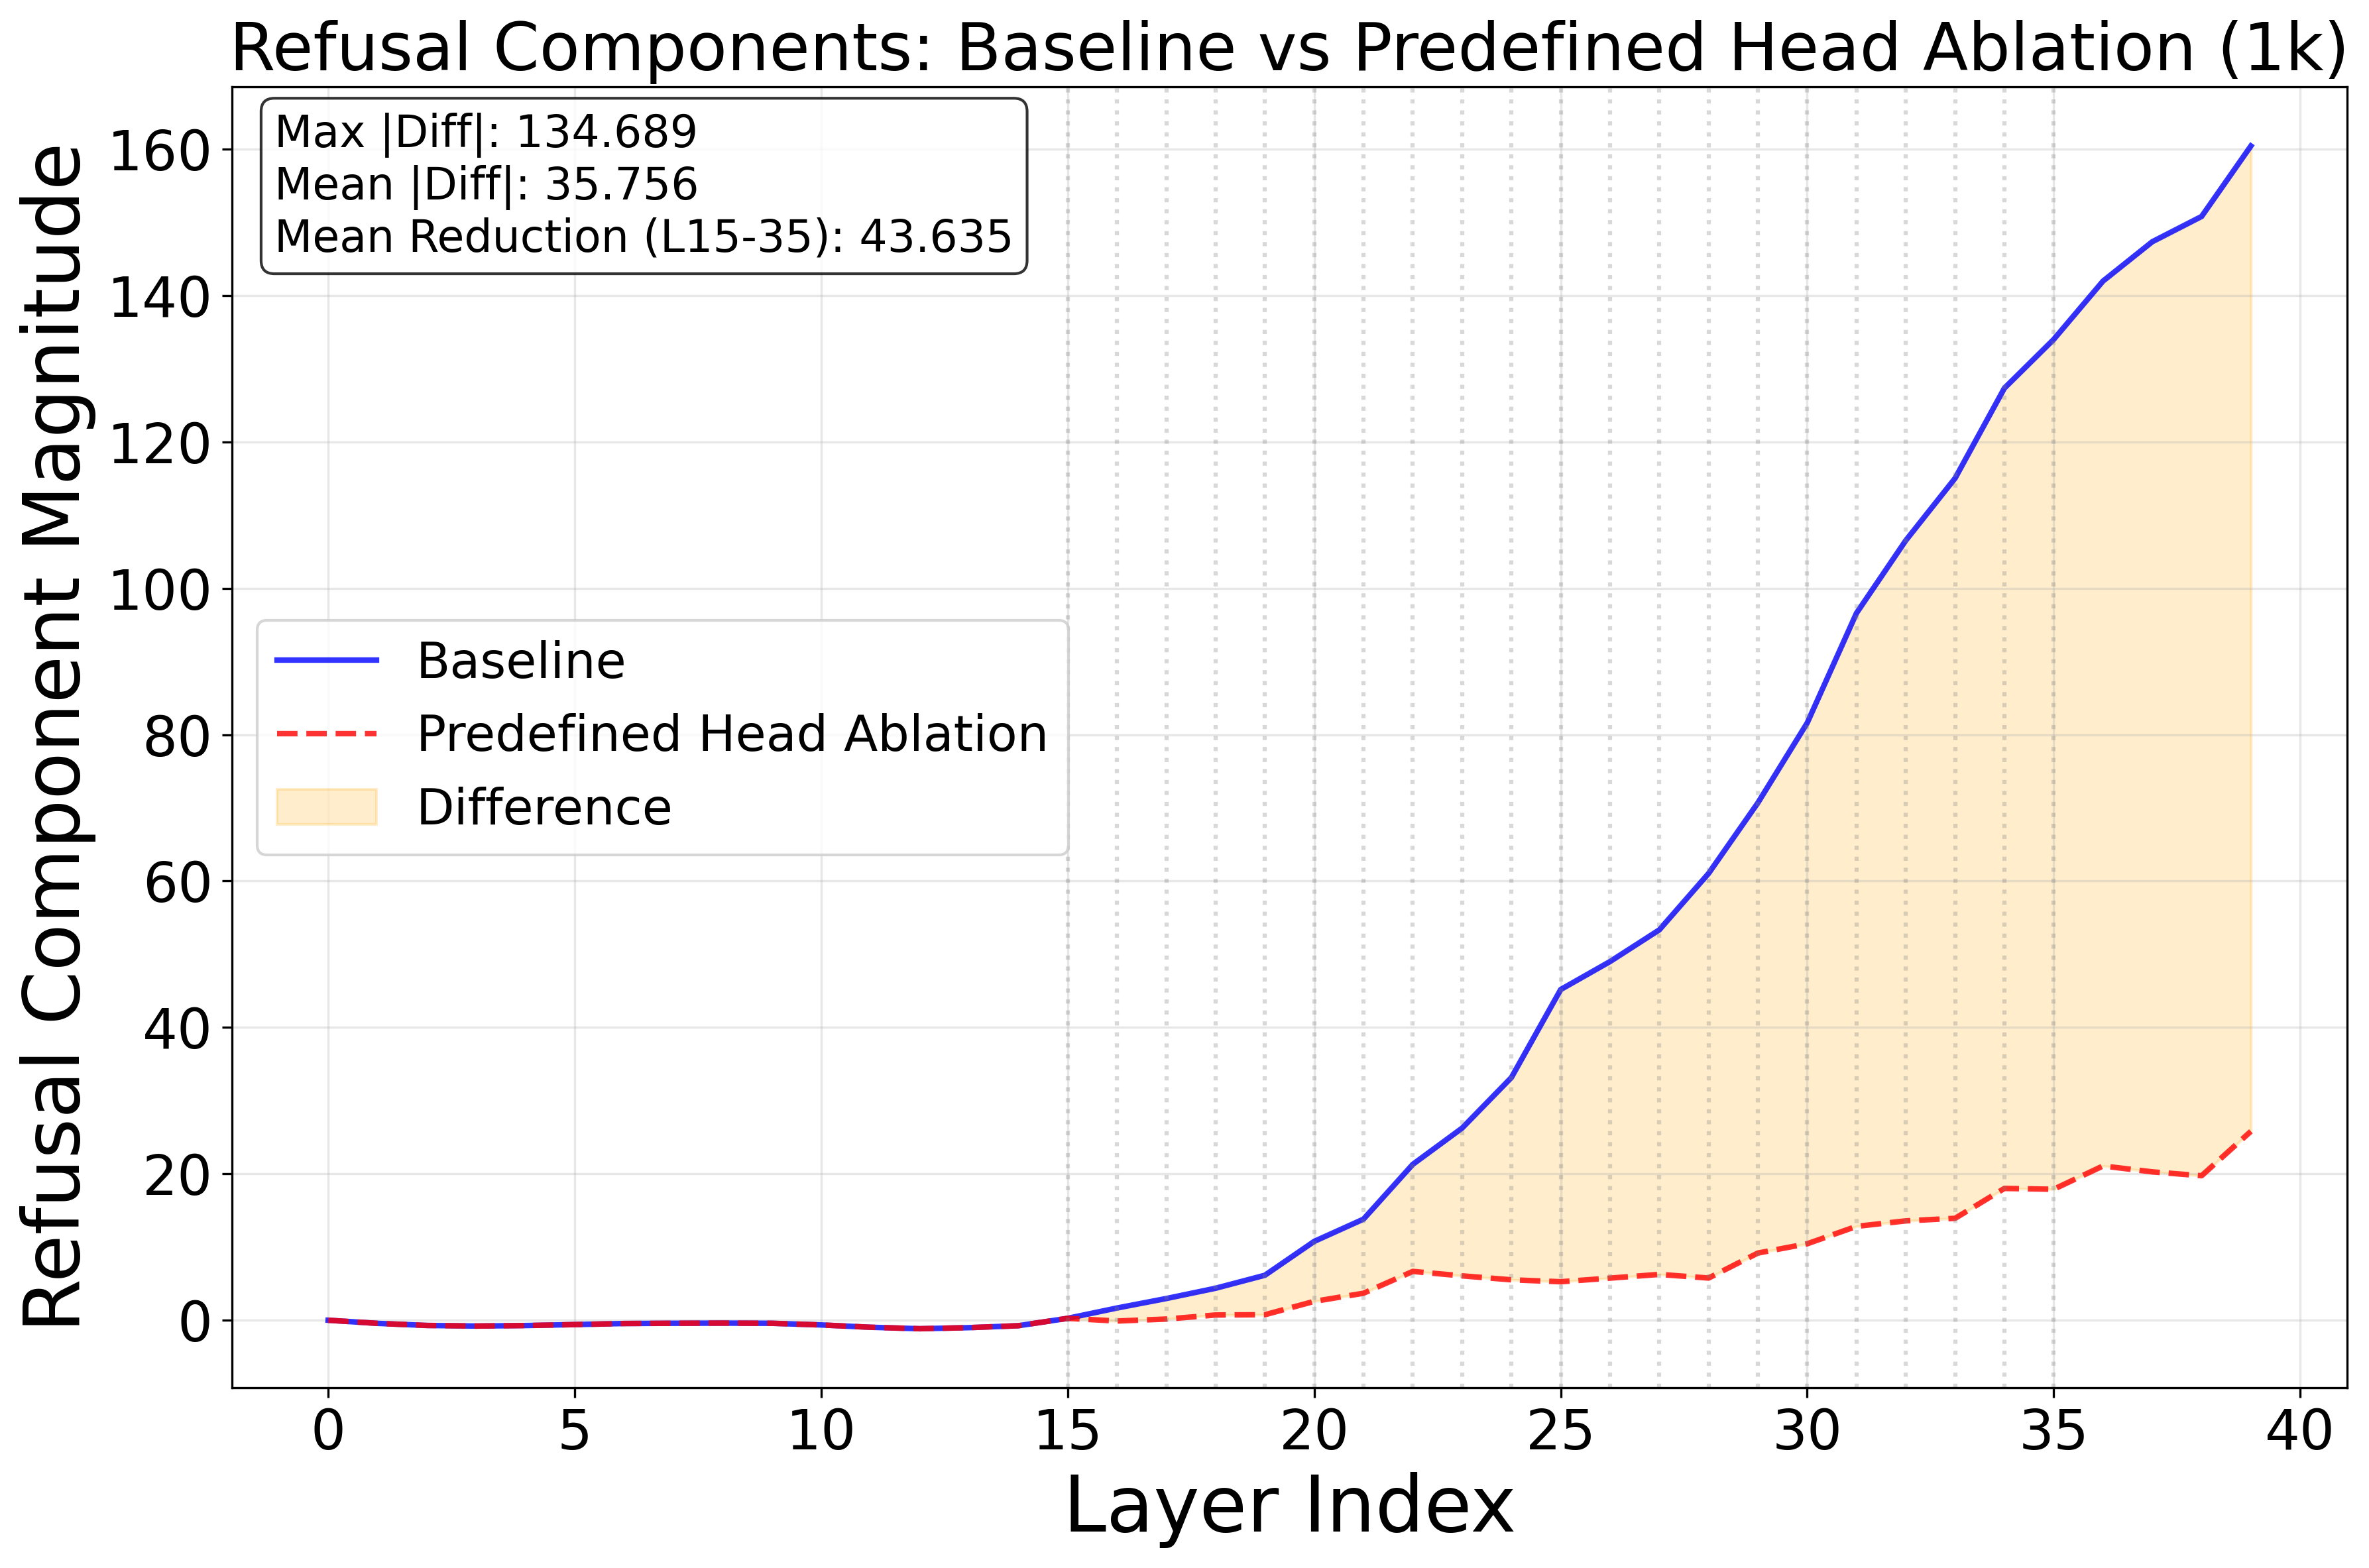 Refusal Components: Baseline vs Predefined Head Ablation (1k)
Max |Diff|: 134.689
Mean |Diff|: 35.756
Mean Reduction (L15-35): 43.635
Baseline
Predefined Head Ablation
Difference
Refusal Component Magnitude
160
140
120
100
80
60
40
20
0
0 5 10 15 20 25 30 35 40
Layer Index